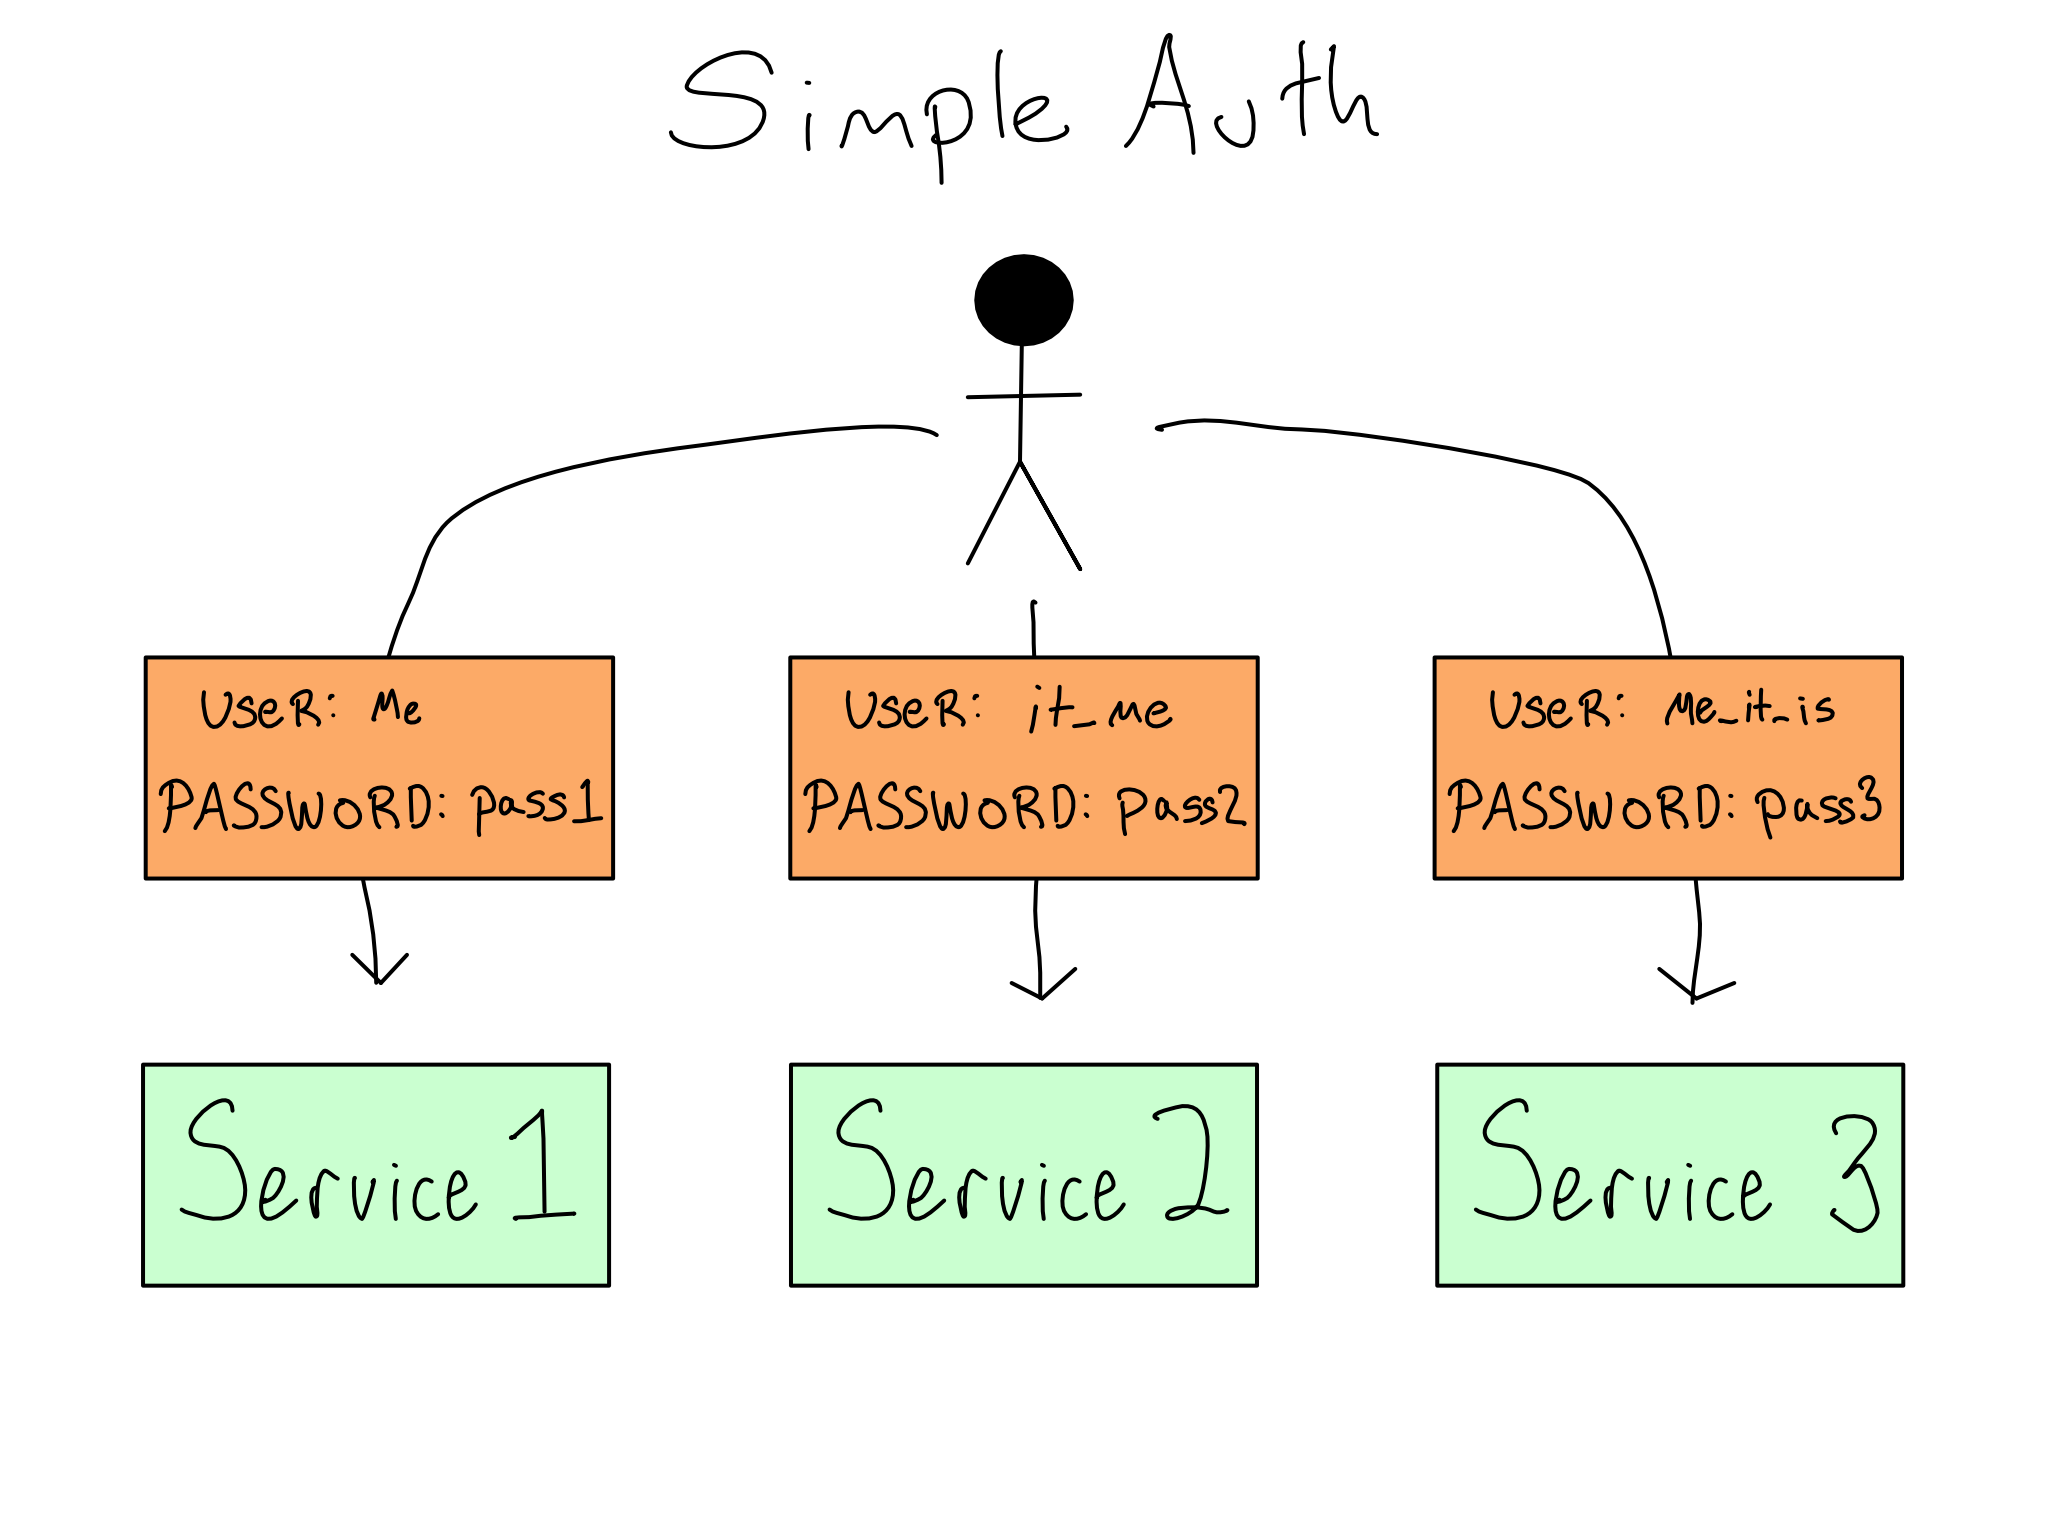 Simple Auth
USeR: Me
PASSWORD: pass1
USeR: it_me
PASSWORD: pass2
USeR: Me_it_is
PASSWORD: pass3
Service 1
Service 2
Service 3